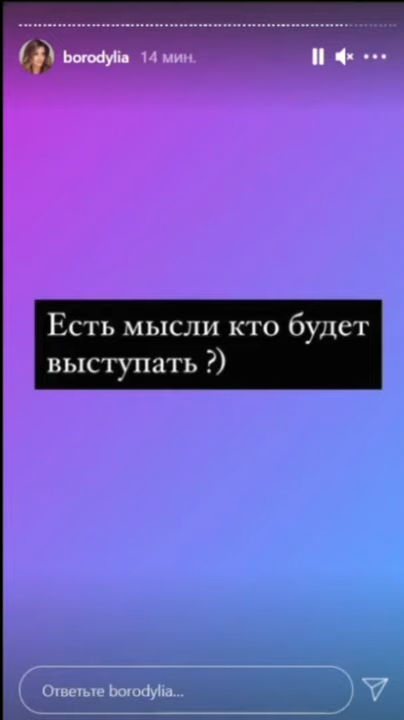 borodylia 14 мин.
Есть мысли кто будет
выступать ?)
Ответьте borodylia...